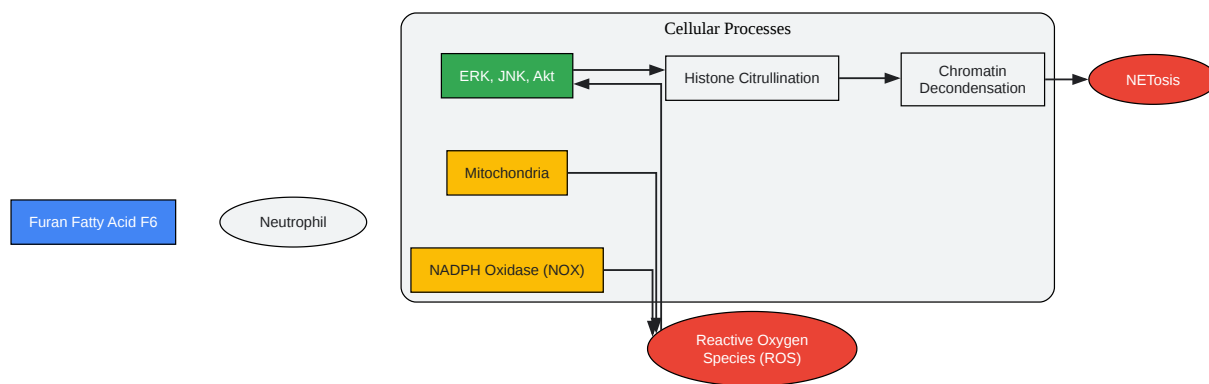 Cellular Processes
ERK, JNK, Akt
Histone Citrullination
Chromatin
Decondensation
NETosis
Mitochondria
Furan Fatty Acid F6
Neutrophil
NADPH Oxidase (NOX)
Reactive Oxygen
Species (ROS)